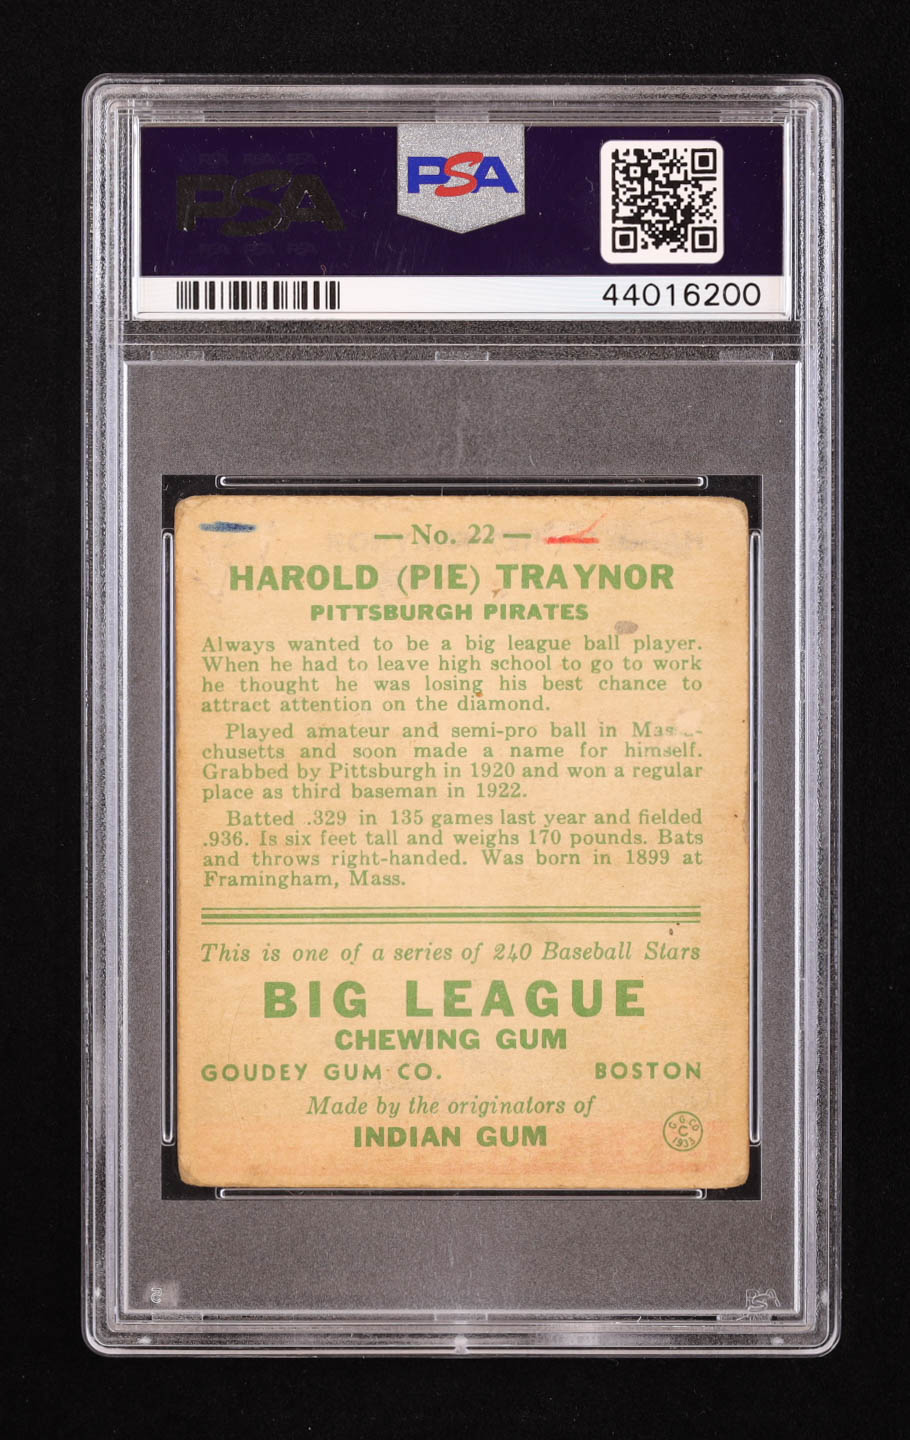 PSA
PSA
44016200
— No. 22 —
HAROLD (PIE) TRAYNOR
PITTSBURGH PIRATES
Always wanted to be a big league ball player.
When he had to leave high school to go to work
he thought he was losing his best chance to
attract attention on the diamond.
Played amateur and semi-pro ball in
chusetts and soon made a name for himself.
Grabbed by Pittsburgh in 1920 and won a regular
place as third baseman in 1922.
Batted .329 in 135 games last year and fielded
.936. Is six feet tall and weighs 170 pounds. Bats
and throws right-handed. Was born in 1899 at
Framingham, Mass.
This is one of a series of 240 Baseball Stars
BIG LEAGUE
CHEWING GUM
GOUDEY GUM CO. BOSTON
Made by the originators of
INDIAN GUM
G. G. CO
C
1933
PSA